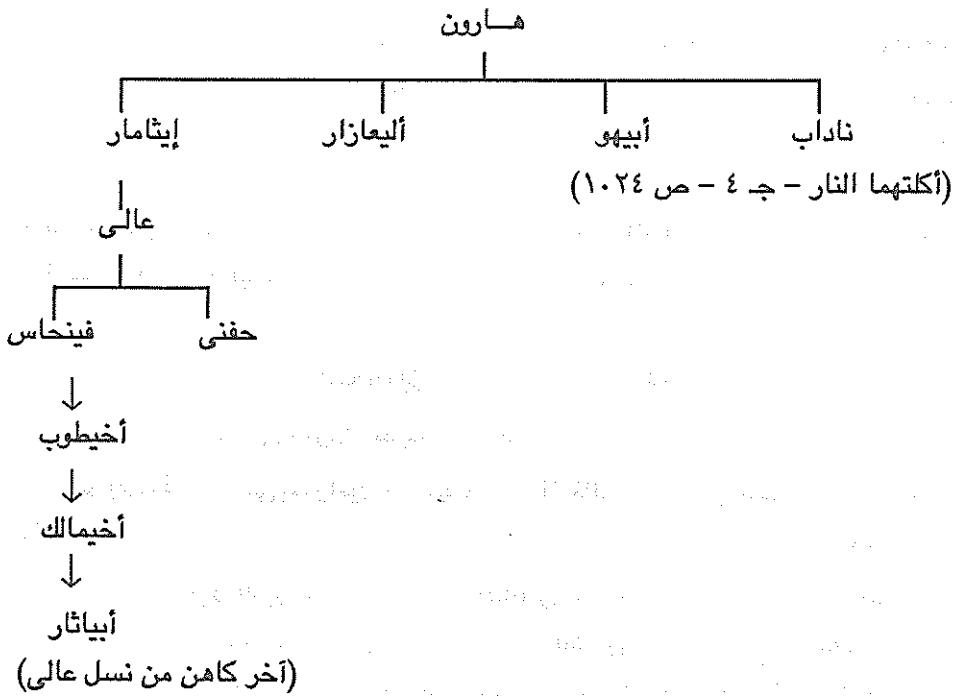 هـــارون
ناداب أبيهو أليعازار إيثامار
(أكلتهما النار – جـ ٤ – ص ١٠٢٤)
عالى
حفنى فينحاس
أخيطوب
أخيمالك
أبياثار
(آخر كاهن من نسل عالى)